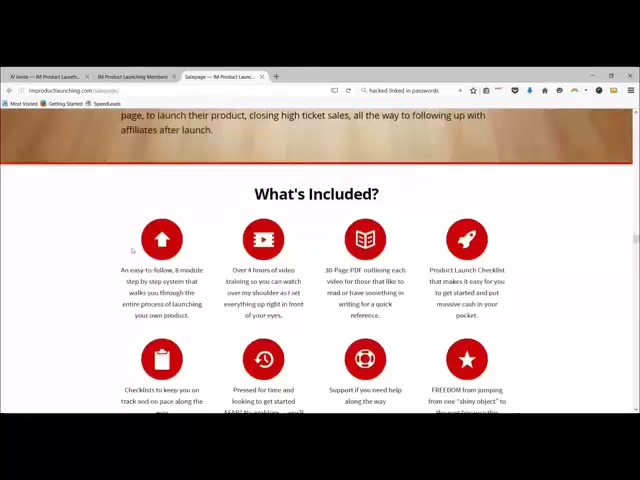 JV Invite — IM Product Launch...
IM Product Launching Members
Salepage — IM Product Laun...
improductlaunching.com/salepage/
hacked linked in passwords
Most Visited
Getting Started
SpeedLeads
page, to launch their product, closing high ticket sales, all the way to following up with
affiliates after launch.
What's Included?
An easy-to-follow, 8 module
step by step system that
walks you through the
entire process of launching
your own product.
Over 4 hours of video
training so you can watch
over my shoulder as I set
everything up right in front
of your eyes.
30-Page PDF outlining each
video for those that like to
read or have something in
writing for a quick
reference.
Product Launch Checklist
that makes it easy for you
to get started and put
massive cash in your
pocket.
Checklists to keep you on
track and on pace along the
Pressed for time and
looking to get started
Support if you need help
along the way
FREEDOM from jumping
from one "shiny object" to